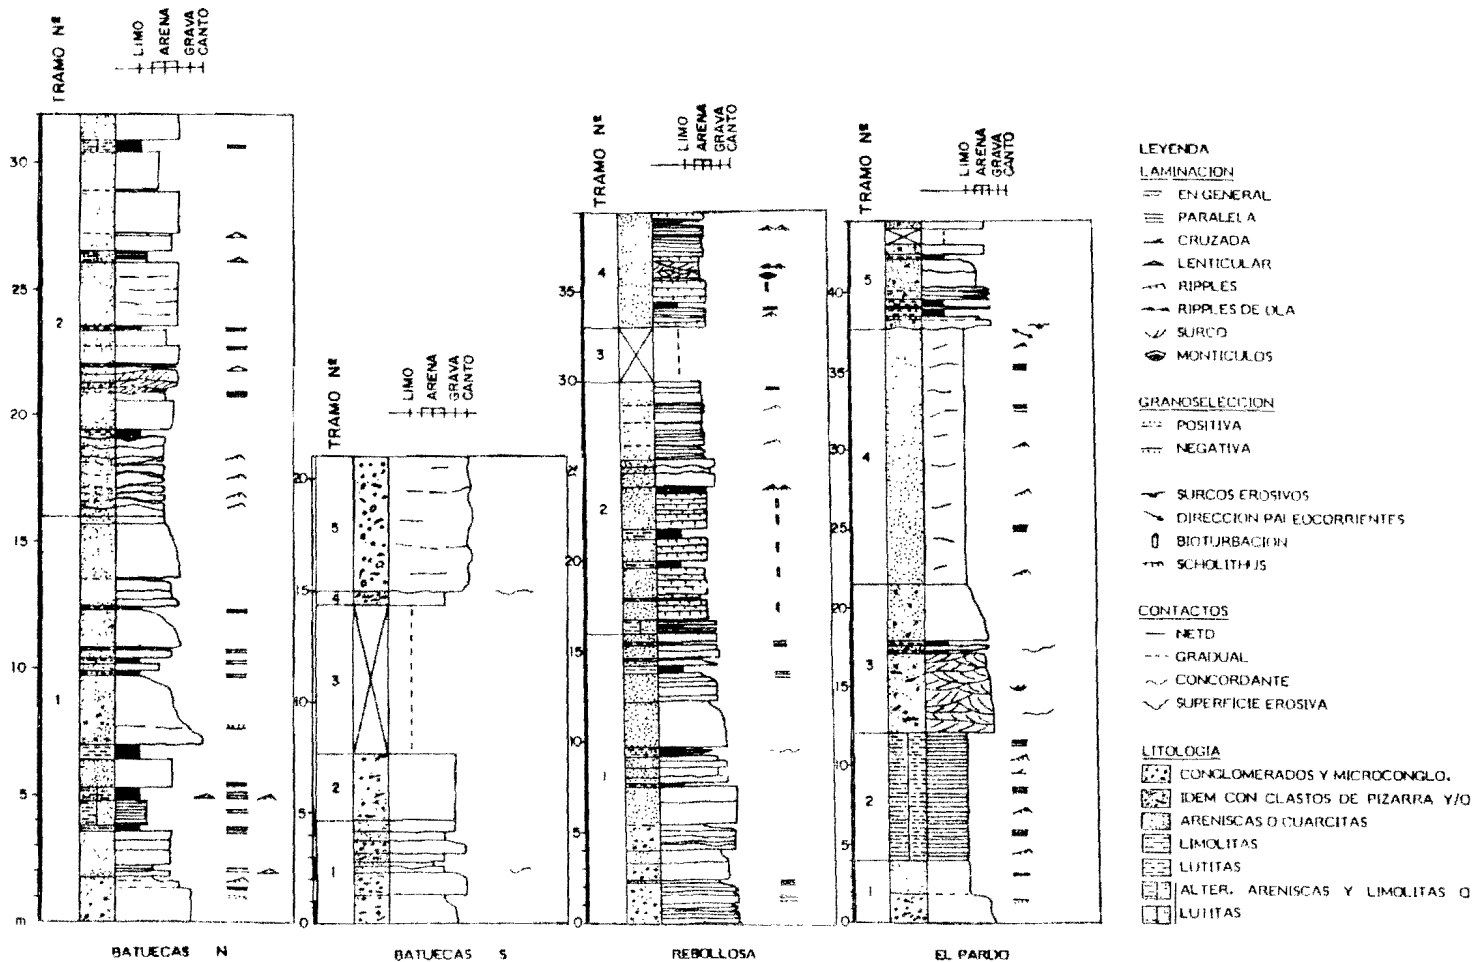 TRAMO Nº
LIMO
ARENA
GRAVA
CANTO
30
25
20
15
10
5
m
2
1
BATUECAS N
TRAMO Nº
LIMO
ARENA
GRAVA
CANTO
20
15
10
5
0
5
4
3
2
1
BATUECAS S
TRAMO Nº
LIMO
ARENA
GRAVA
CANTO
35
30
20
15
10
5
0
4
3
2
1
REBOLLOSA
TRAMO Nº
LIMO
ARENA
GRAVA
CANTO
40
35
30
25
20
15
10
5
0
5
4
3
2
1
EL PARDO
LEYENDA
LAMINACION
EN GENERAL
PARALELA
CRUZADA
LENTICULAR
RIPPLES
RIPPLES DE OLA
SURCO
MONTICULOS
GRANOSELECCION
POSITIVA
NEGATIVA
SURCOS EROSIVOS
DIRECCION PALEOCORRIENTES
BIOTURBACION
SCHOLITHUS
CONTACTOS
NETO
GRADUAL
CONCORDANTE
SUPERFICIE EROSIVA
LITOLOGIA
CONGLOMERADOS Y MICROCONGLO.
IDEM CON CLASTOS DE PIZARRA Y/O
ARENISCAS O CUARCITAS
LIMOLITAS
LUTITAS
ALTER. ARENISCAS Y LIMOLITAS O
LUTITAS